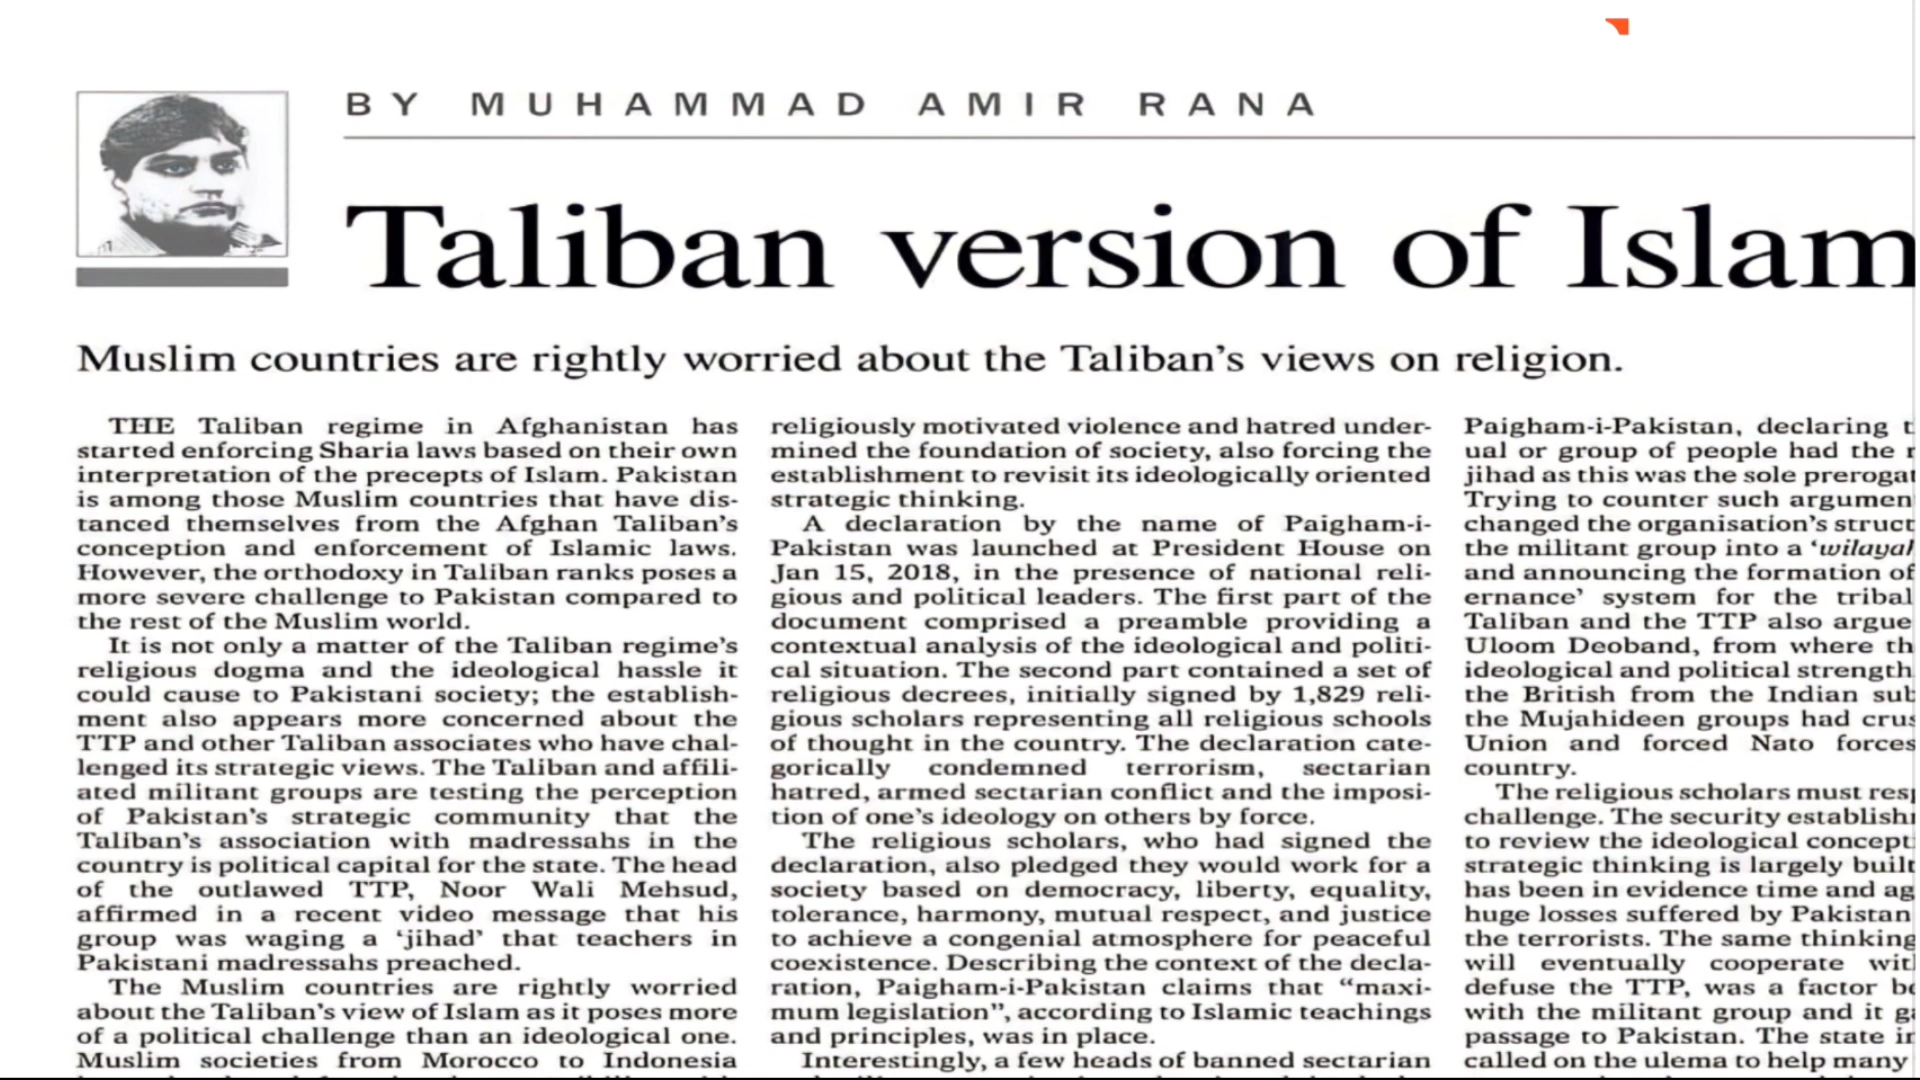 BY MUHAMMAD AMIR RANA
Taliban version of Islam
Muslim countries are rightly worried about the Taliban's views on religion.
THE Taliban regime in Afghanistan has
started enforcing Sharia laws based on their own
interpretation of the precepts of Islam. Pakistan
is among those Muslim countries that have dis-
tanced themselves from the Afghan Taliban's
conception and enforcement of Islamic laws.
However, the orthodoxy in Taliban ranks poses a
more severe challenge to Pakistan compared to
the rest of the Muslim world.
It is not only a matter of the Taliban regime's
religious dogma and the ideological hassle it
could cause to Pakistani society; the establish-
ment also appears more concerned about the
TTP and other Taliban associates who have chal-
lenged its strategic views. The Taliban and affili-
ated militant groups are testing the perception
of Pakistan's strategic community that the
Taliban's association with madressahs in the
country is political capital for the state. The head
of the outlawed TTP, Noor Wali Mehsud,
affirmed in a recent video message that his
group was waging a 'jihad' that teachers in
Pakistani madressahs preached.
The Muslim countries are rightly worried
about the Taliban's view of Islam as it poses more
of a political challenge than an ideological one.
Muslim societies from Morocco to Indonesia
religiously motivated violence and hatred under-
mined the foundation of society, also forcing the
establishment to revisit its ideologically oriented
strategic thinking.
A declaration by the name of Paigham-i-
Pakistan was launched at President House on
Jan 15, 2018, in the presence of national reli-
gious and political leaders. The first part of the
document comprised a preamble providing a
contextual analysis of the ideological and politi-
cal situation. The second part contained a set of
religious decrees, initially signed by 1,829 reli-
gious scholars representing all religious schools
of thought in the country. The declaration cate-
gorically condemned terrorism, sectarian
hatred, armed sectarian conflict and the imposi-
tion of one's ideology on others by force.
The religious scholars, who had signed the
declaration, also pledged they would work for a
society based on democracy, liberty, equality,
tolerance, harmony, mutual respect, and justice
to achieve a congenial atmosphere for peaceful
coexistence. Describing the context of the decla-
ration, Paigham-i-Pakistan claims that "maxi-
mum legislation", according to Islamic teachings
and principles, was in place.
Interestingly, a few heads of banned sectarian
Paigham-i-Pakistan, declaring
ual or group of people had the
jihad as this was the sole
Trying to counter such
changed the organisation's
the militant group into a
and announcing the formation of
ernance' system for the tribal
Taliban and the TTP also argue
Uloom Deoband, from where
ideological and political strength
the British from the Indian
the Mujahideen groups had
Union and forced Nato forces
country.
The religious scholars must
challenge. The security
to review the ideological
strategic thinking is largely built
has been in evidence time and
huge losses suffered by Pakistan
the terrorists. The same thinking
will eventually cooperate
defuse the TTP, was a factor
with the militant group and it
passage to Pakistan. The state
called on the ulema to help many